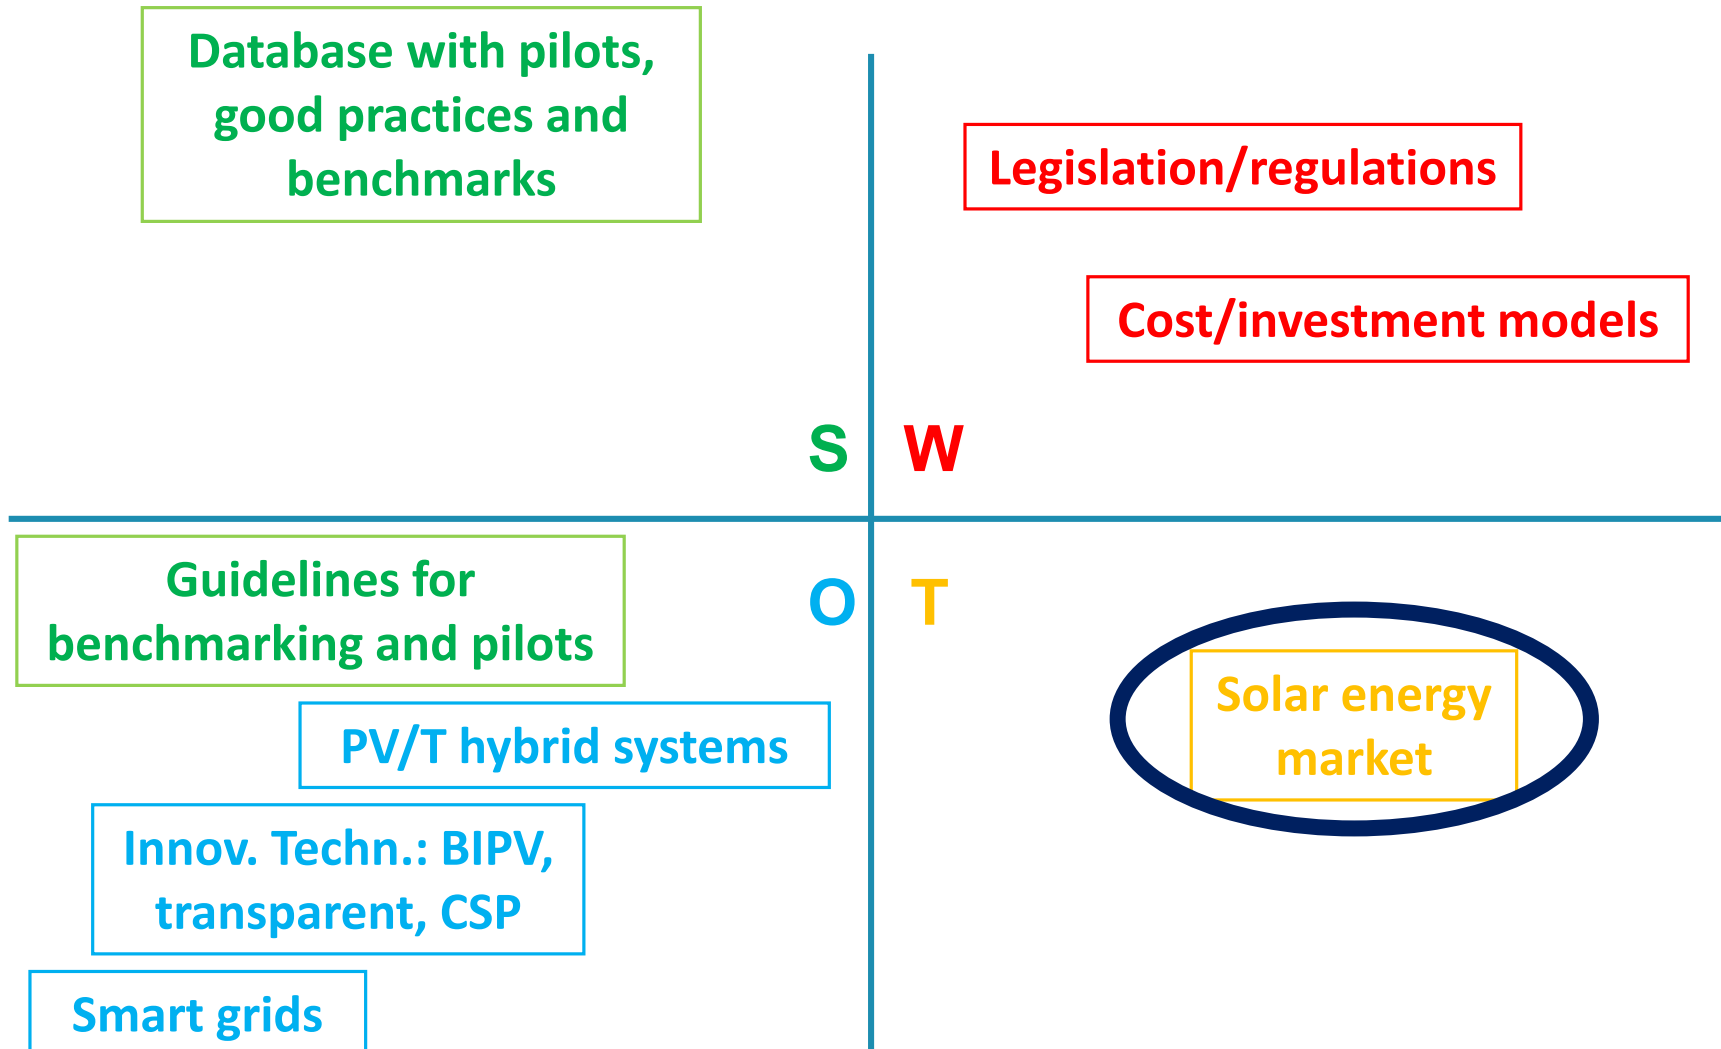 Database with pilots,
good practices and
benchmarks
Legislation/regulations
Cost/investment models
S
W
Guidelines for
benchmarking and pilots
O
T
PV/T hybrid systems
Innov. Techn.: BIPV,
transparent, CSP
Smart grids
Solar energy
market